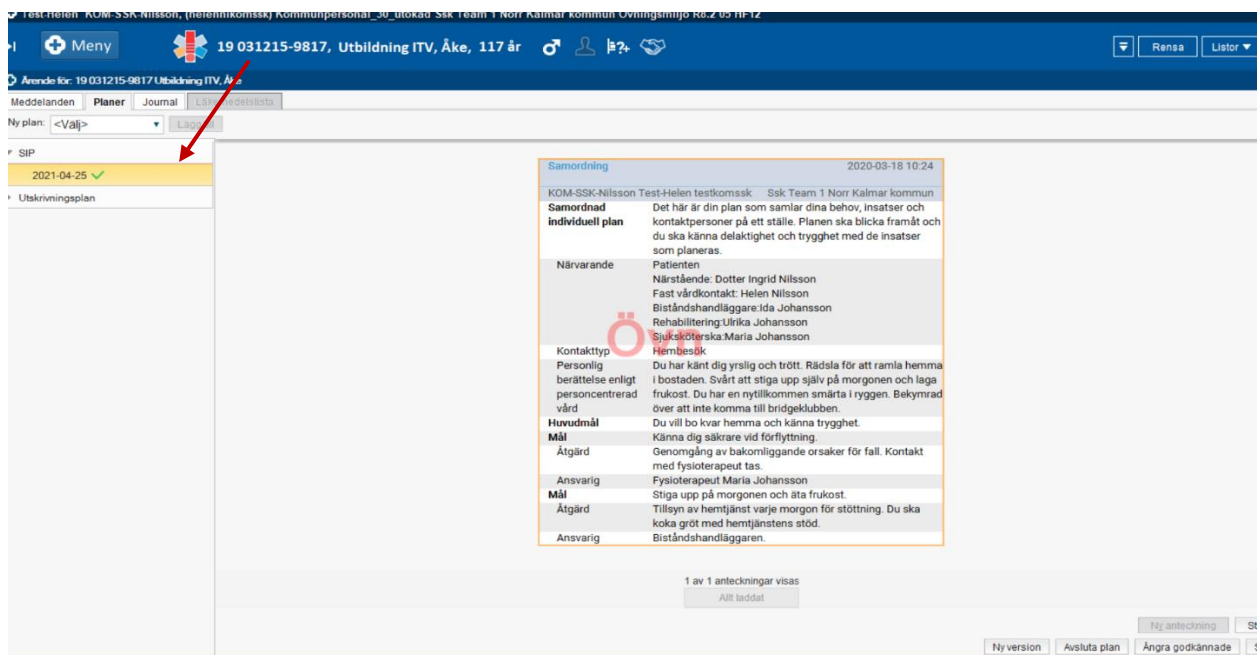 Test-Helen KOM-SSK-Nilsson, (helennikomssk) Kommunpersonal_30_utökad Ssk Team 1 Norr Kalmar kommun Övningsmiljö R8.2 05 HF12
Meny
19 031215-9817, Utbildning ITV, Åke, 117 år
Rensa
Listor
Ärende för: 19 031215-9817 Utbildning ITV, Åke
Meddelanden Planer Journal Läkemedelslista
Ny plan: <Välj>
SIP
2021-04-25
Utskrivningsplan
Samordning 2020-03-18 10:24
KOM-SSK-Nilsson Test-Helen testkomssk Ssk Team 1 Norr Kalmar kommun
Samordnad Det här är din plan som samlar dina behov, insatser och
individuell plan kontaktpersoner på ett ställe. Planen ska blicka framåt och
du ska känna delaktighet och trygghet med de insatser
som planeras.
Närvarande Patienten
Närstående: Dotter Ingrid Nilsson
Fast vårdkontakt: Helen Nilsson
Biståndshandläggare:Ida Johansson
Rehabilitering:Ulrika Johansson
Sjuksköterska:Maria Johansson
Övn
Kontakttyp Hembesök
Personlig Du har känt dig yrslig och trött. Rädsla för att ramla hemma
berättelse enligt i bostaden. Svårt att stiga upp själv på morgonen och laga
personcentrerad frukost. Du har en nytillkommen smärta i ryggen. Bekymrad
vård över att inte komma till bridgeklubben.
Huvudmål Du vill bo kvar hemma och känna trygghet.
Mål Känna dig säkrare vid förflyttning.
Åtgärd Genomgång av bakomliggande orsaker för fall. Kontakt
med fysioterapeut tas.
Ansvarig Fysioterapeut Maria Johansson
Mål Stiga upp på morgonen och äta frukost.
Åtgärd Tillsyn av hemtjänst varje morgon för stöttning. Du ska
koka gröt med hemtjänstens stöd.
Ansvarig Biståndshandläggaren.
1 av 1 anteckningar visas
Allt laddat
Ny anteckning
Ny version Avsluta plan Ångra godkännade